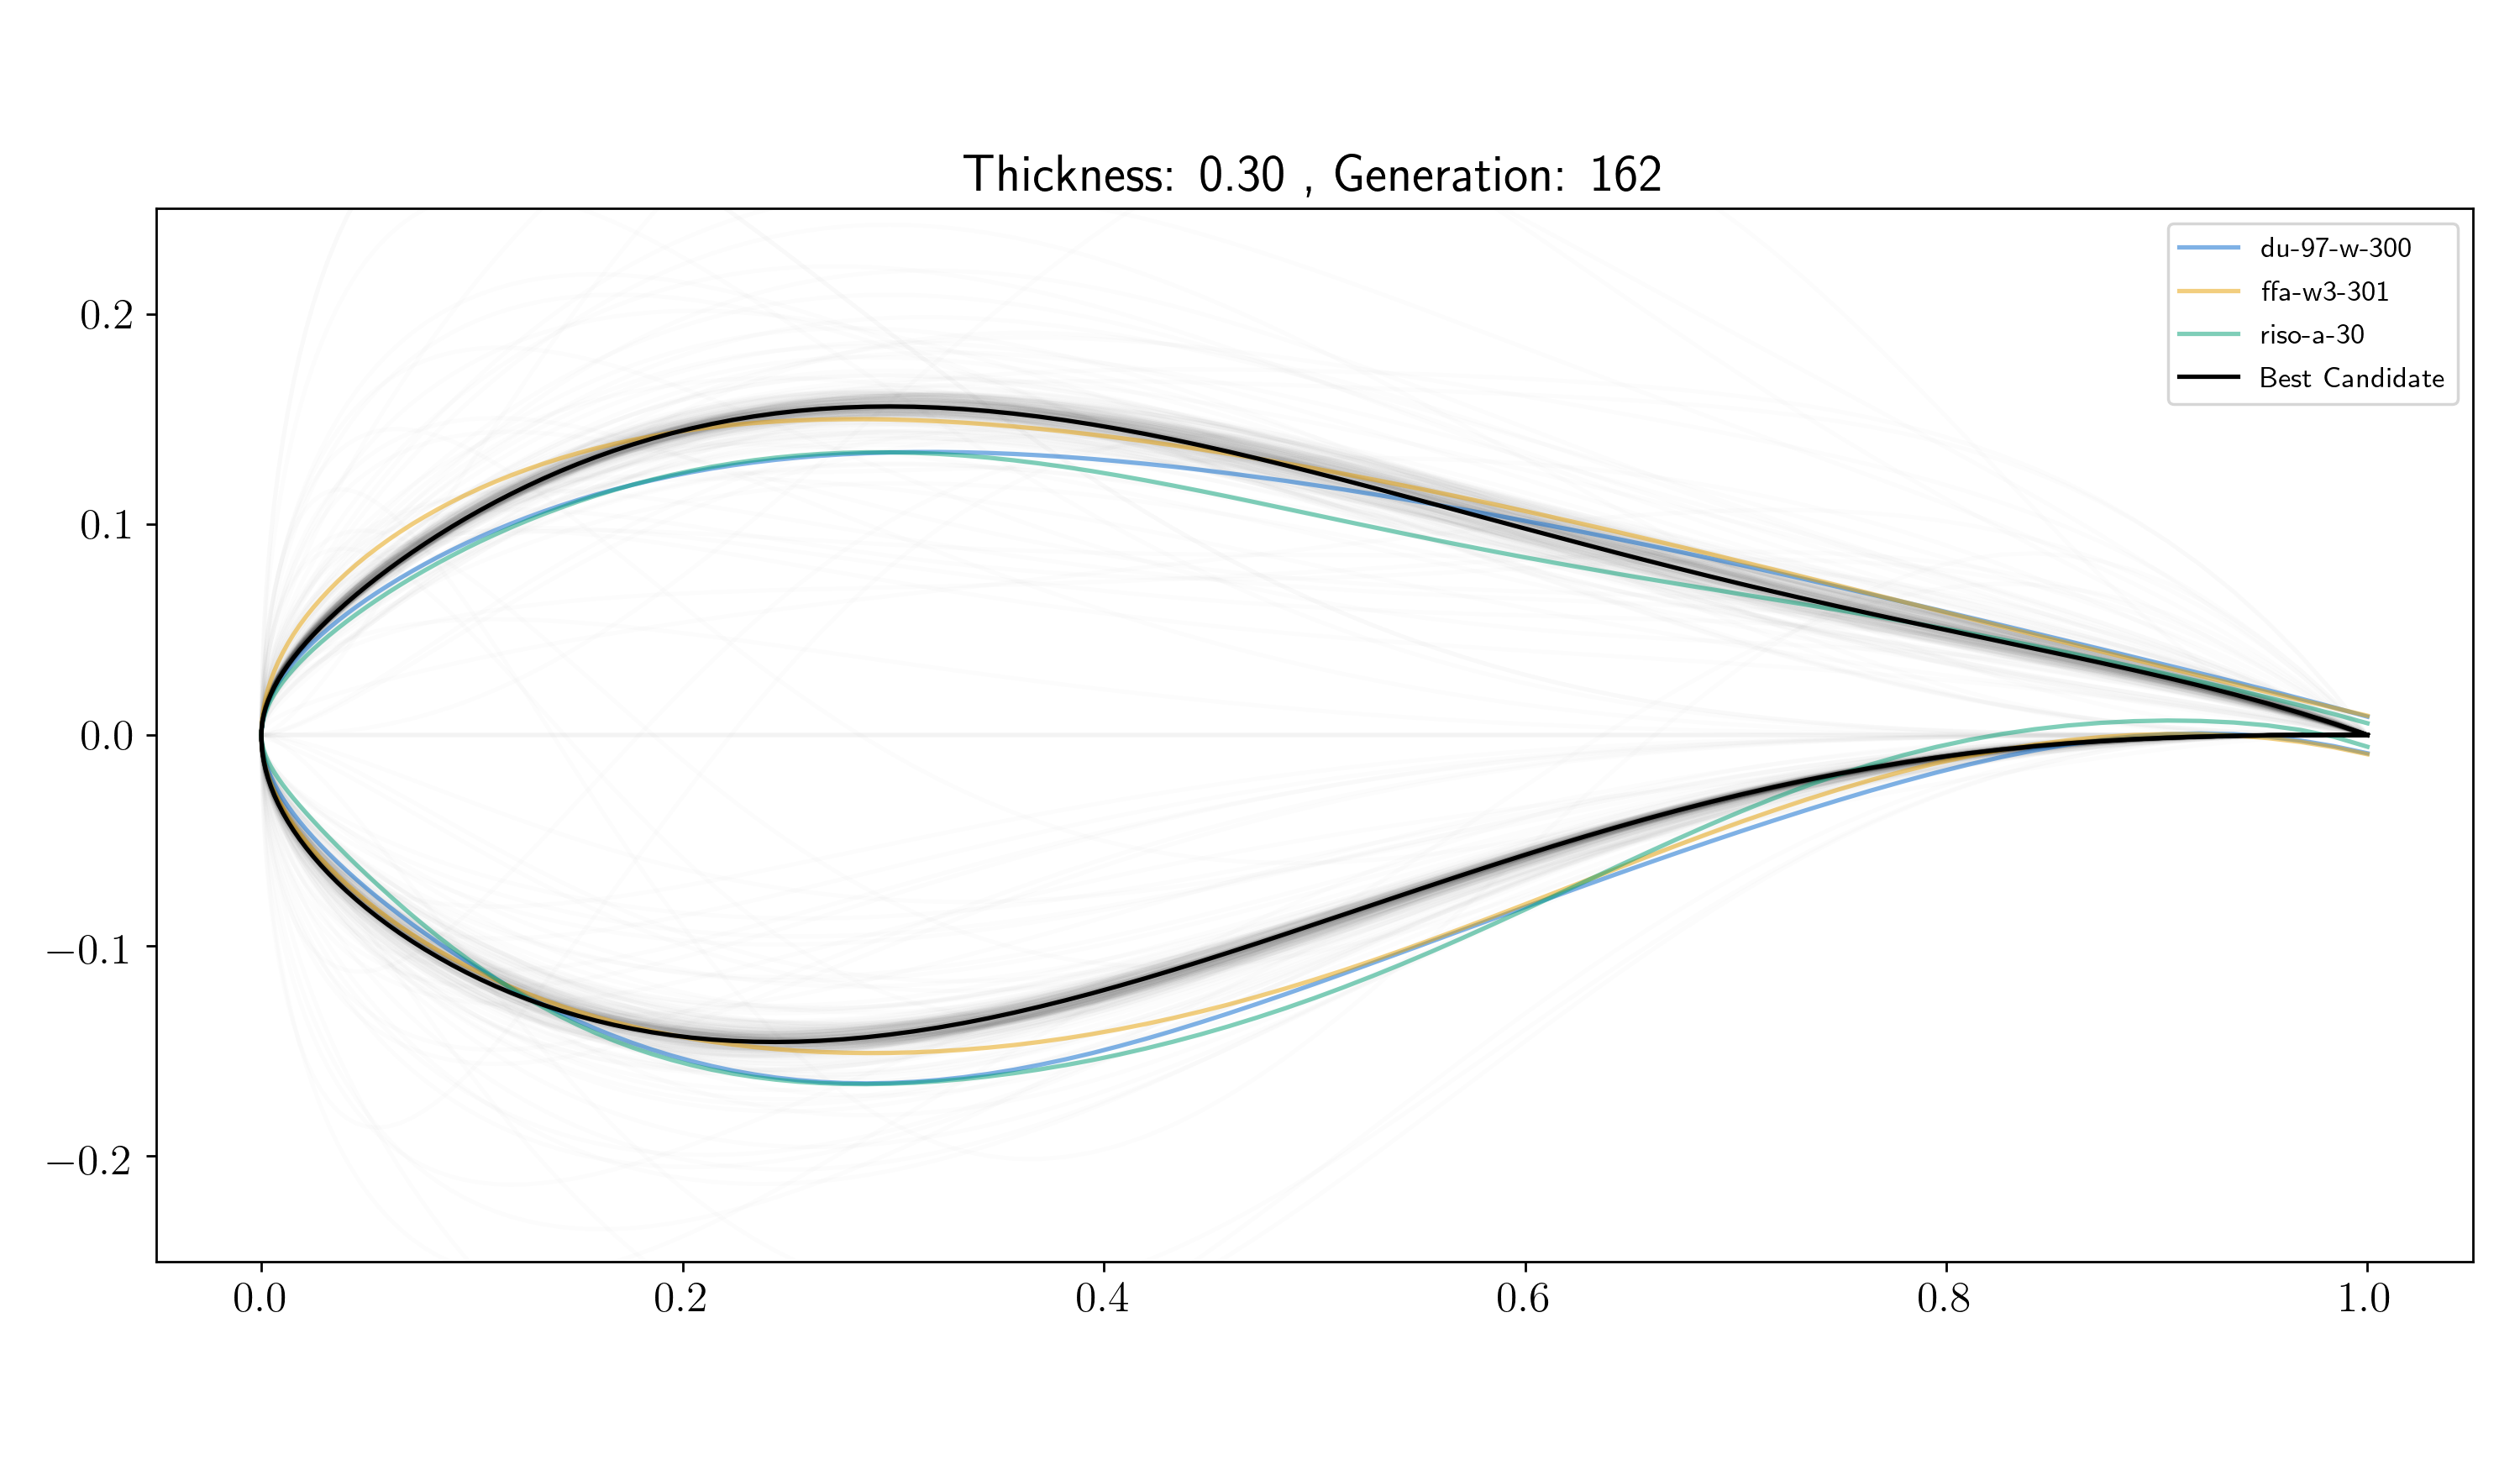 Thickness: 0.30 , Generation: 162
du-97-w-300
ffa-w3-301
riso-a-30
Best Candidate
0.2
0.1
0.0
−0.1
−0.2
0.0 0.2 0.4 0.6 0.8 1.0